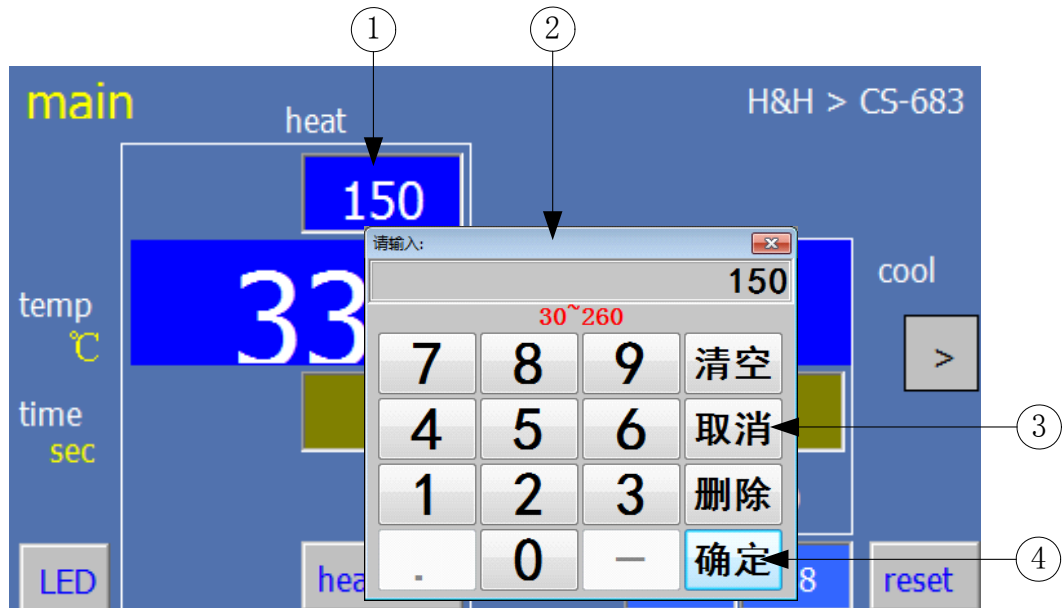 1
2
main
H&H > CS-683
heat
150
请输入:
150
30~260
33
cool
temp
℃
>
7 8 9 清空
time
sec
4 5 6 取消
3
1 2 3 删除
. 0 — 确定
4
LED
hea
8
reset